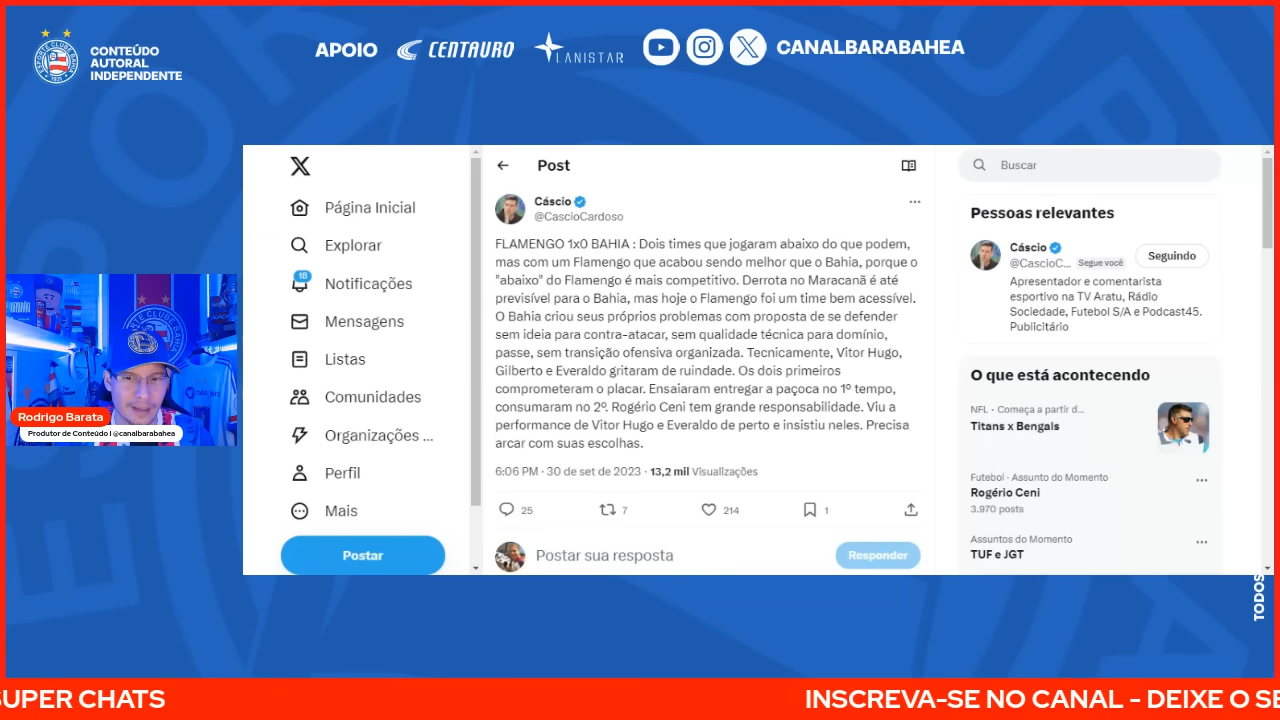 CONTEÚDO
AUTORAL
INDEPENDENTE
APOIO
CENTAURO
LANISTAR
CANALBARABAHEA
Rodrigo Barata
Produtor de Conteúdo | @canalbarabahea
Página Inicial
Explorar
18
Notificações
Mensagens
Listas
Comunidades
Organizações ...
Perfil
Mais
Postar
Post
Cáscio
@CascioCardoso
FLAMENGO 1x0 BAHIA : Dois times que jogaram abaixo do que podem,
mas com um Flamengo que acabou sendo melhor que o Bahia, porque o
"abaixo" do Flamengo é mais competitivo. Derrota no Maracanã é até
previsível para o Bahia, mas hoje o Flamengo foi um time bem acessível.
O Bahia criou seus próprios problemas com proposta de se defender
sem ideia para contra-atacar, sem qualidade técnica para domínio,
passe, sem transição ofensiva organizada. Tecnicamente, Vitor Hugo,
Gilberto e Everaldo gritaram de ruindade. Os dois primeiros
comprometeram o placar. Ensaiaram entregar a paçoca no 1º tempo,
consumaram no 2º. Rogério Ceni tem grande responsabilidade. Viu a
performance de Vitor Hugo e Everaldo de perto e insistiu neles. Precisa
arcar com suas escolhas.
6:06 PM · 30 de set de 2023 · 13,2 mil Visualizações
25
7
214
1
Postar sua resposta
Responder
Buscar
Pessoas relevantes
Cáscio
@CascioC... Segue você
Seguindo
Apresentador e comentarista
esportivo na TV Aratu, Rádio
Sociedade, Futebol S/A e Podcast45.
Publicitário
O que está acontecendo
NFL · Começa a partir d...
Titans x Bengals
Futebol · Assunto do Momento
Rogério Ceni
3.970 posts
Assuntos do Momento
TUF e JGT
TODOS
SUPER CHATS
INSCREVA-SE NO CANAL - DEIXE O SE